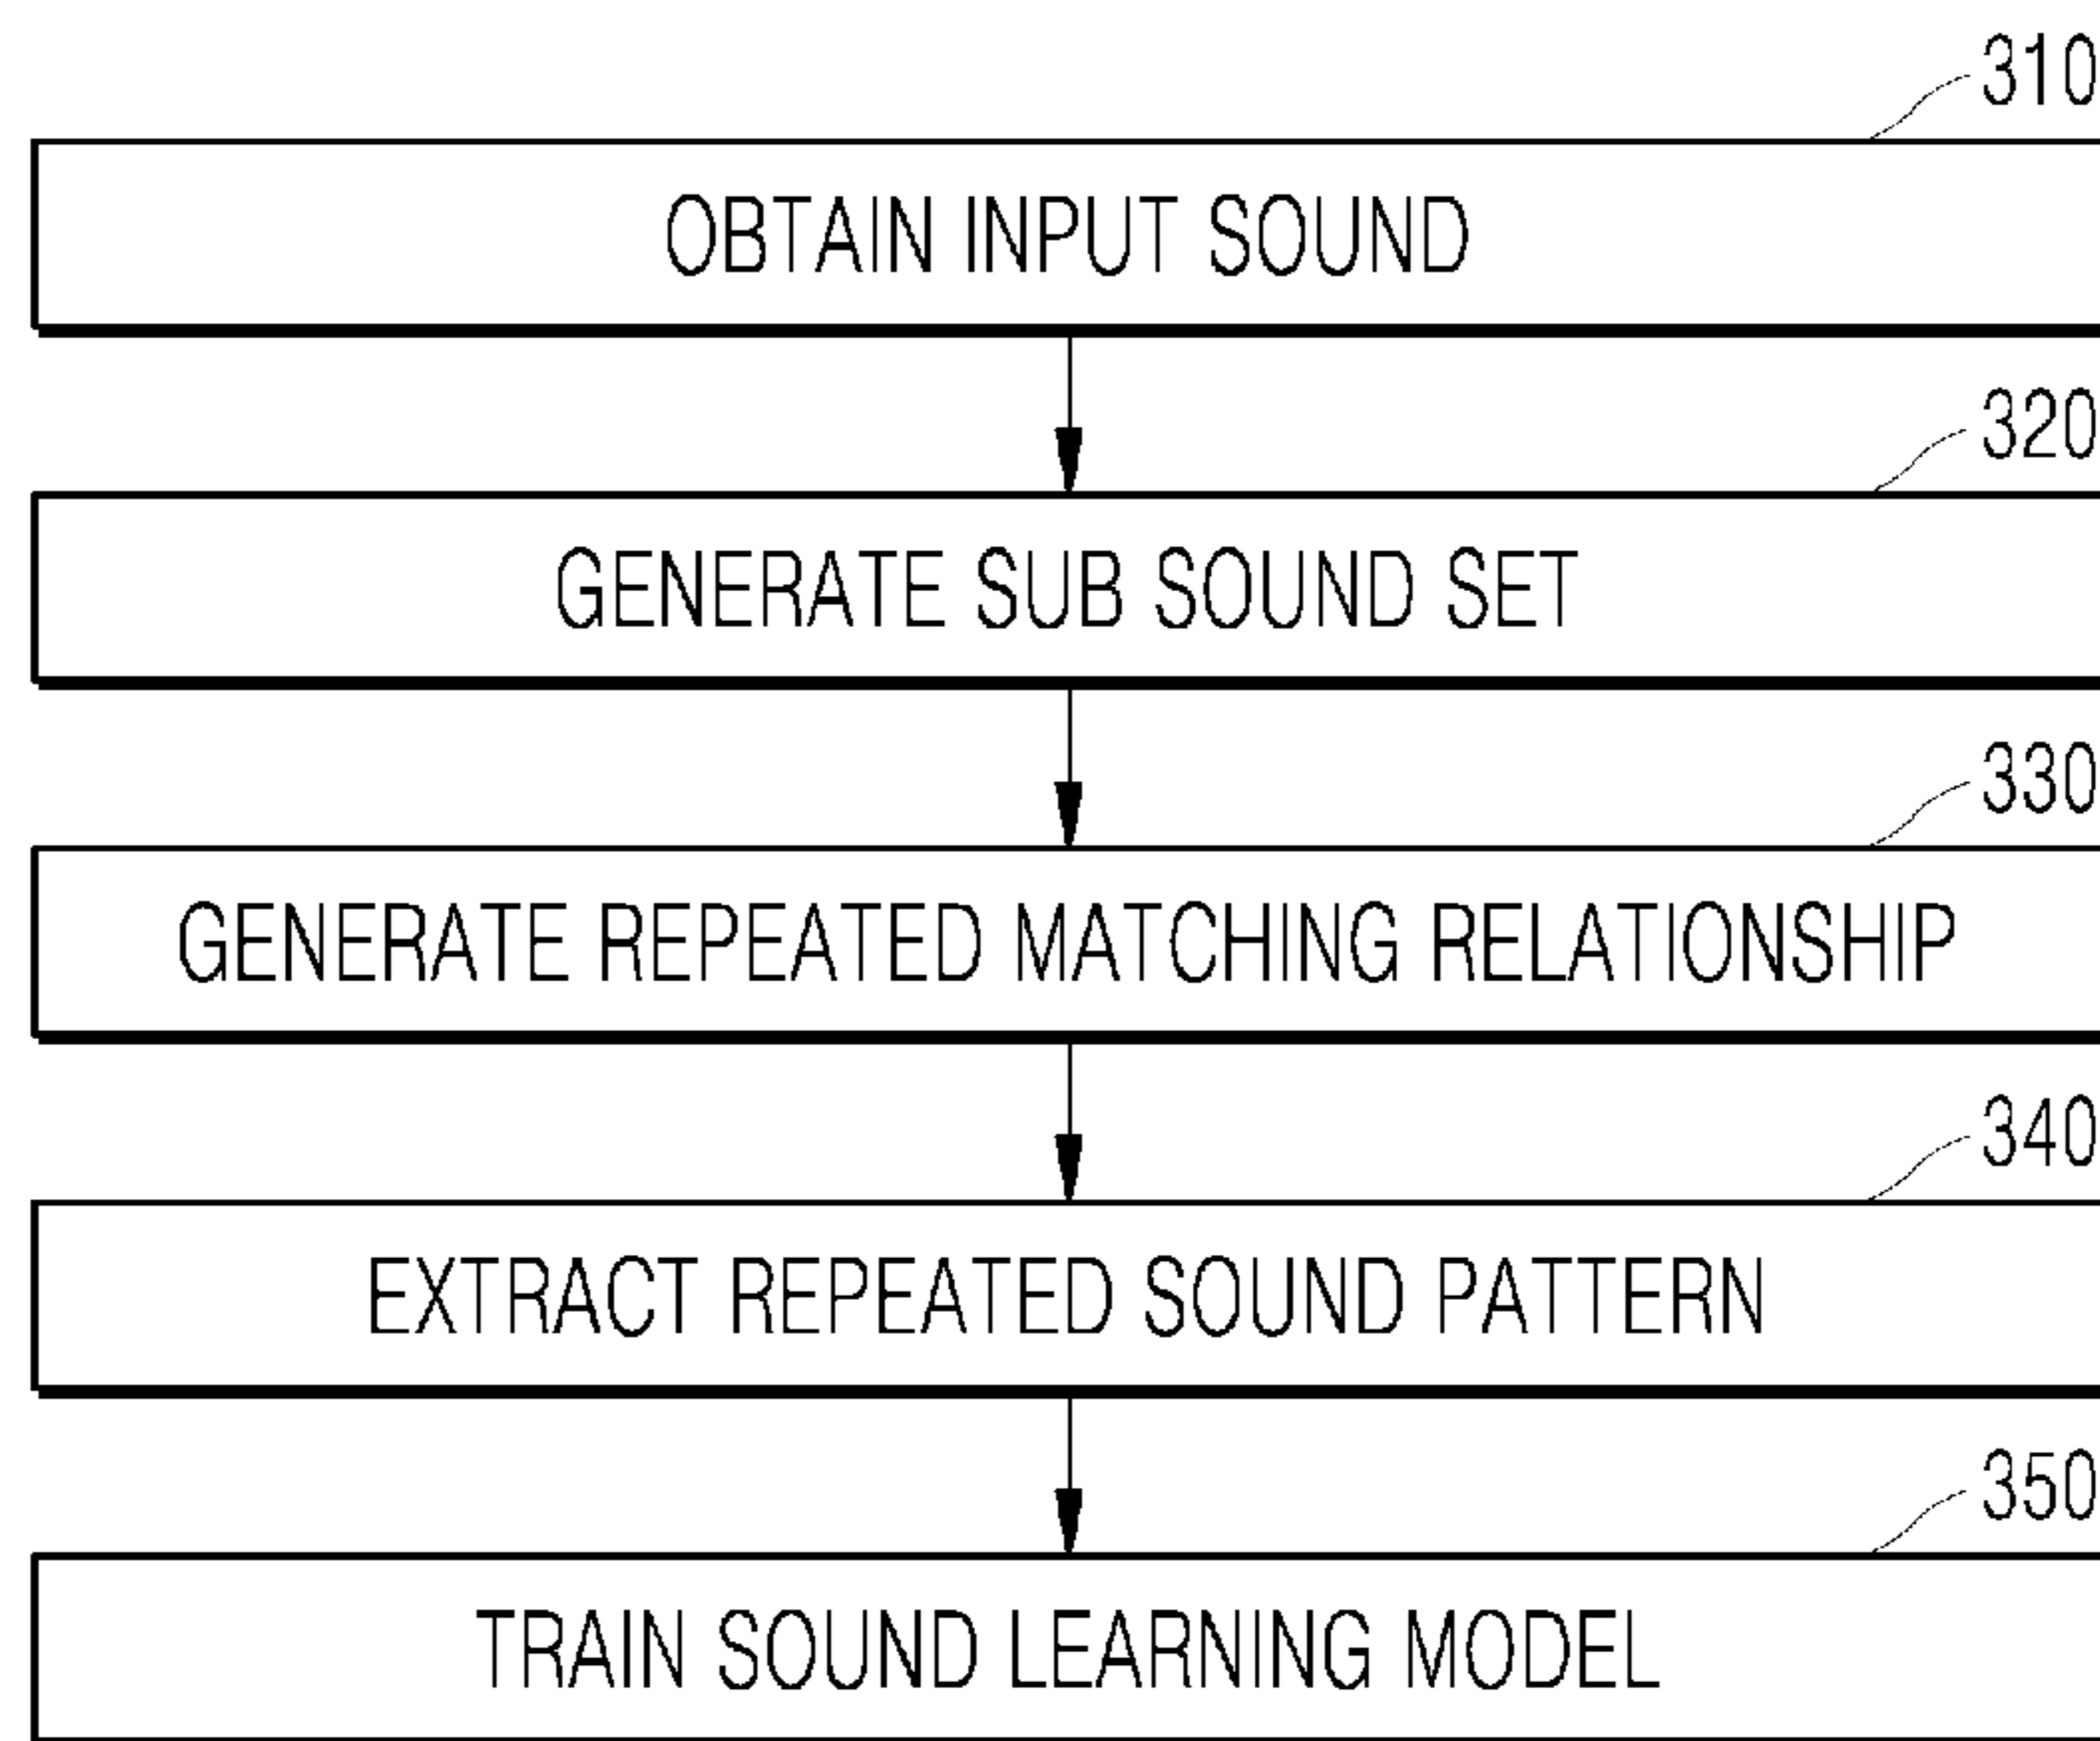 310
OBTAIN INPUT SOUND
320
GENERATE SUB SOUND SET
330
GENERATE REPEATED MATCHING RELATIONSHIP
340
EXTRACT REPEATED SOUND PATTERN
350
TRAIN SOUND LEARNING MODEL